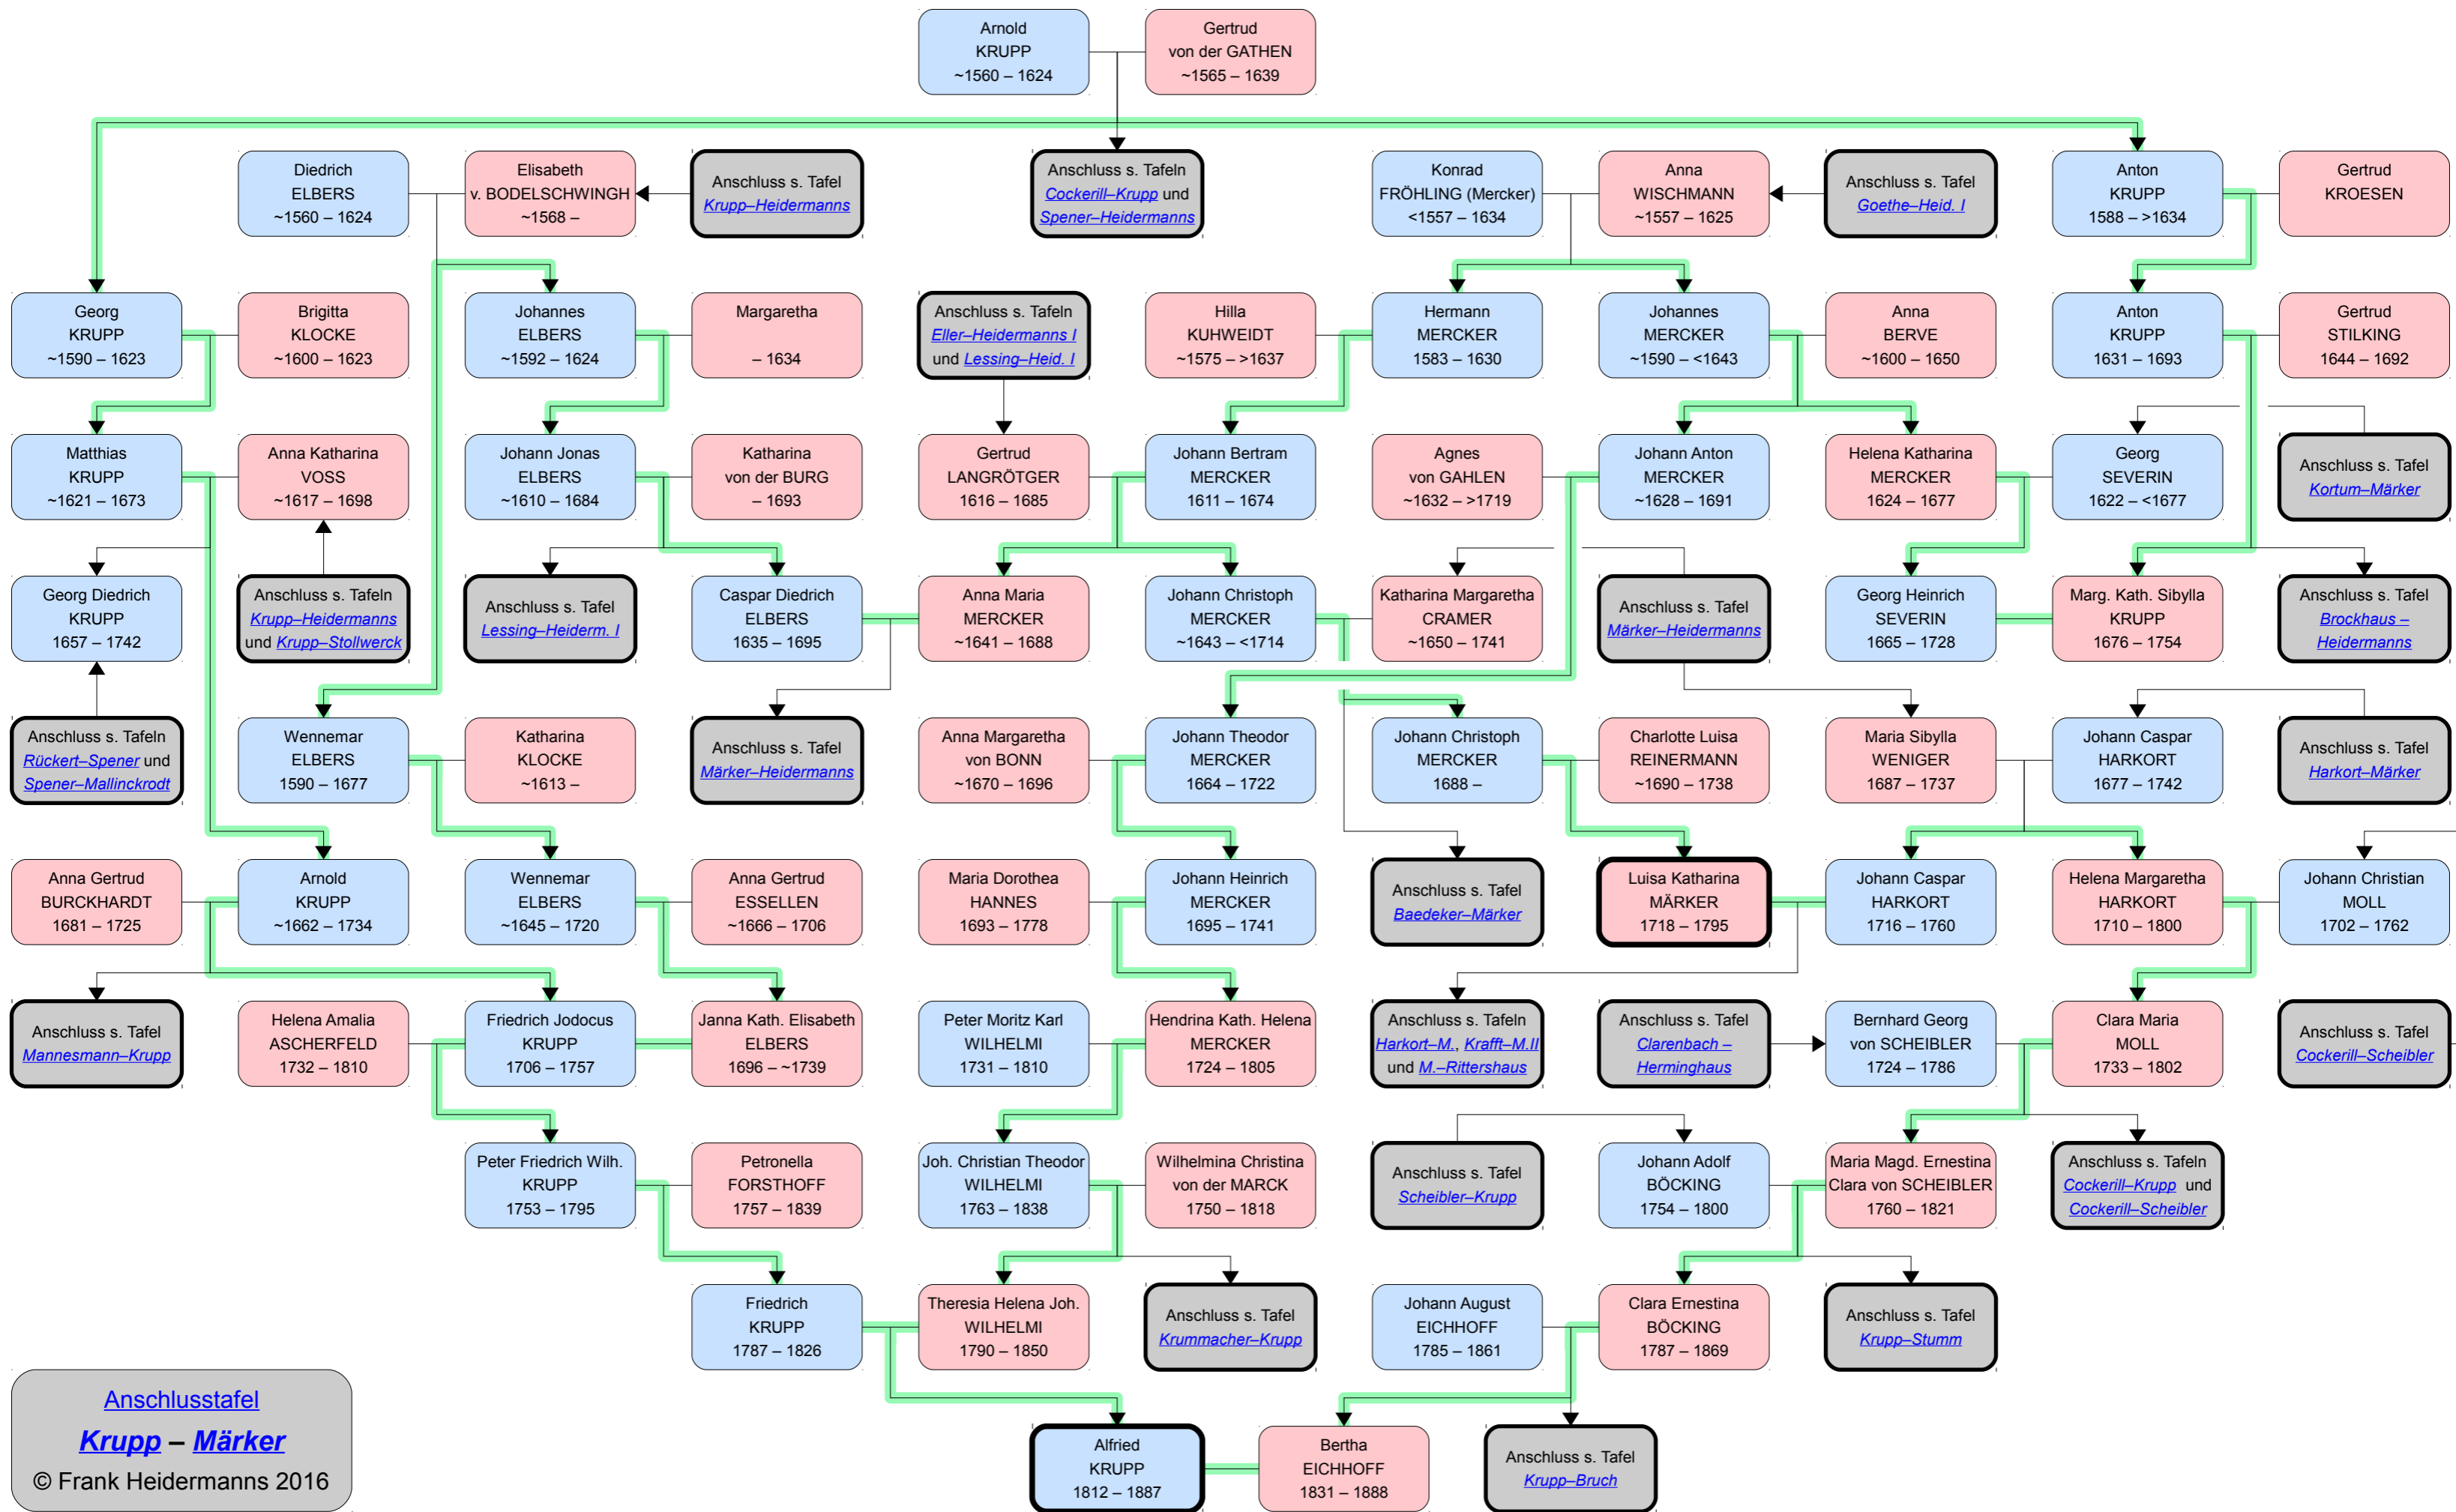 Arnold
KRUPP
~1560 – 1624
Gertrud
von der GATHEN
~1565 – 1639
Diedrich
ELBERS
~1560 – 1624
Elisabeth
v. BODELSCHWINGH
~1568 –
Anschluss s. Tafel
Krupp–Heidermanns
Anschluss s. Tafeln
Cockerill–Krupp und
Spener–Heidermanns
Konrad
FRÖHLING (Mercker)
<1557 – 1634
Anna
WISCHMANN
~1557 – 1625
Anschluss s. Tafel
Goethe–Heid. I
Anton
KRUPP
1588 – >1634
Gertrud
KROESEN
Georg
KRUPP
~1590 – 1623
Brigitta
KLOCKE
~1600 – 1623
Johannes
ELBERS
~1592 – 1624
Margaretha
– 1634
Anschluss s. Tafeln
Eller–Heidermanns I
und Lessing–Heid. I
Hilla
KUHWEIDT
~1575 – >1637
Hermann
MERCKER
1583 – 1630
Johannes
MERCKER
~1590 – <1643
Anna
BERVE
~1600 – 1650
Anton
KRUPP
1631 – 1693
Gertrud
STILKING
1644 – 1692
Matthias
KRUPP
~1621 – 1673
Anna Katharina
VOSS
~1617 – 1698
Johann Jonas
ELBERS
~1610 – 1684
Katharina
von der BURG
– 1693
Gertrud
LANGRÖTGER
1616 – 1685
Johann Bertram
MERCKER
1611 – 1674
Agnes
von GAHLEN
~1632 – >1719
Johann Anton
MERCKER
~1628 – 1691
Helena Katharina
MERCKER
1624 – 1677
Georg
SEVERIN
1622 – <1677
Anschluss s. Tafel
Kortum–Märker
Georg Diedrich
KRUPP
1657 – 1742
Anschluss s. Tafeln
Krupp–Heidermanns
und Krupp–Stollwerck
Anschluss s. Tafel
Lessing–Heiderm. I
Caspar Diedrich
ELBERS
1635 – 1695
Anna Maria
MERCKER
~1641 – 1688
Johann Christoph
MERCKER
~1643 – <1714
Katharina Margaretha
CRAMER
~1650 – 1741
Anschluss s. Tafel
Märker–Heidermanns
Georg Heinrich
SEVERIN
1665 – 1728
Marg. Kath. Sibylla
KRUPP
1676 – 1754
Anschluss s. Tafel
Brockhaus –
Heidermanns
Anschluss s. Tafeln
Rückert–Spener und
Spener–Mallinckrodt
Wennemar
ELBERS
1590 – 1677
Katharina
KLOCKE
~1613 –
Anschluss s. Tafel
Märker–Heidermanns
Anna Margaretha
von BONN
~1670 – 1696
Johann Theodor
MERCKER
1664 – 1722
Johann Christoph
MERCKER
1688 –
Charlotte Luisa
REINERMANN
~1690 – 1738
Maria Sibylla
WENIGER
1687 – 1737
Johann Caspar
HARKORT
1677 – 1742
Anschluss s. Tafel
Harkort–Märker
Anna Gertrud
BURCKHARDT
1681 – 1725
Arnold
KRUPP
~1662 – 1734
Wennemar
ELBERS
~1645 – 1720
Anna Gertrud
ESSELLEN
~1666 – 1706
Maria Dorothea
HANNES
1693 – 1778
Johann Heinrich
MERCKER
1695 – 1741
Anschluss s. Tafel
Baedeker–Märker
Luisa Katharina
MÄRKER
1718 – 1795
Johann Caspar
HARKORT
1716 – 1760
Helena Margaretha
HARKORT
1710 – 1800
Johann Christian
MOLL
1702 – 1762
Anschluss s. Tafel
Mannesmann–Krupp
Helena Amalia
ASCHERFELD
1732 – 1810
Friedrich Jodocus
KRUPP
1706 – 1757
Janna Kath. Elisabeth
ELBERS
1696 – ~1739
Peter Moritz Karl
WILHELMI
1731 – 1810
Hendrina Kath. Helena
MERCKER
1724 – 1805
Anschluss s. Tafeln
Harkort–M., Krafft–M.II
und M.–Rittershaus
Anschluss s. Tafel
Clarenbach –
Herminghaus
Bernhard Georg
von SCHEIBLER
1724 – 1786
Clara Maria
MOLL
1733 – 1802
Anschluss s. Tafel
Cockerill–Scheibler
Peter Friedrich Wilh.
KRUPP
1753 – 1795
Petronella
FORSTHOFF
1757 – 1839
Joh. Christian Theodor
WILHELMI
1763 – 1838
Wilhelmina Christina
von der MARCK
1750 – 1818
Anschluss s. Tafel
Scheibler–Krupp
Johann Adolf
BÖCKING
1754 – 1800
Maria Magd. Ernestina
Clara von SCHEIBLER
1760 – 1821
Anschluss s. Tafeln
Cockerill–Krupp und
Cockerill–Scheibler
Friedrich
KRUPP
1787 – 1826
Theresia Helena Joh.
WILHELMI
1790 – 1850
Anschluss s. Tafel
Krummacher–Krupp
Johann August
EICHHOFF
1785 – 1861
Clara Ernestina
BÖCKING
1787 – 1869
Anschluss s. Tafel
Krupp–Stumm
Anschlusstafel
Krupp – Märker
© Frank Heidermanns 2016
Alfried
KRUPP
1812 – 1887
Bertha
EICHHOFF
1831 – 1888
Anschluss s. Tafel
Krupp–Bruch